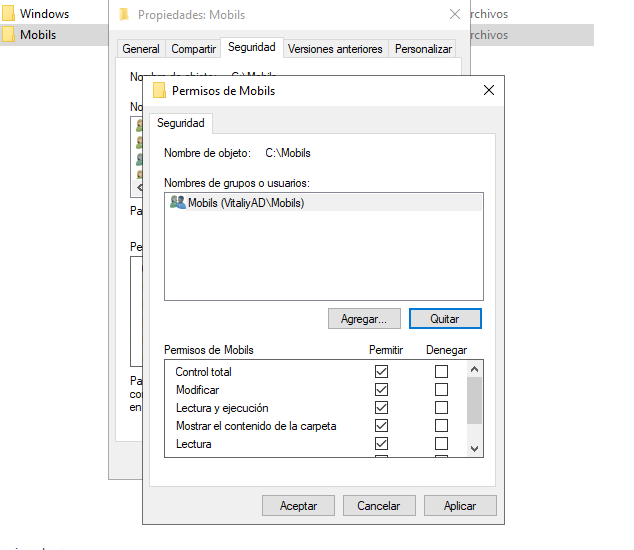 Windows
Propiedades: Mobils
rchivos
Mobils
rchivos
General Compartir Seguridad Versiones anteriores Personalizar
Permisos de Mobils
No
Seguridad
Nombre de objeto: C:\Mobils
Nombres de grupos o usuarios:
Mobils (VitaliyAD\Mobils)
Pa
Pe
Agregar... Quitar
Permisos de Mobils Permitir Denegar
Control total
Modificar
Lectura y ejecución
Mostrar el contenido de la carpeta
Lectura
Pa
co
en
Aceptar Cancelar Aplicar